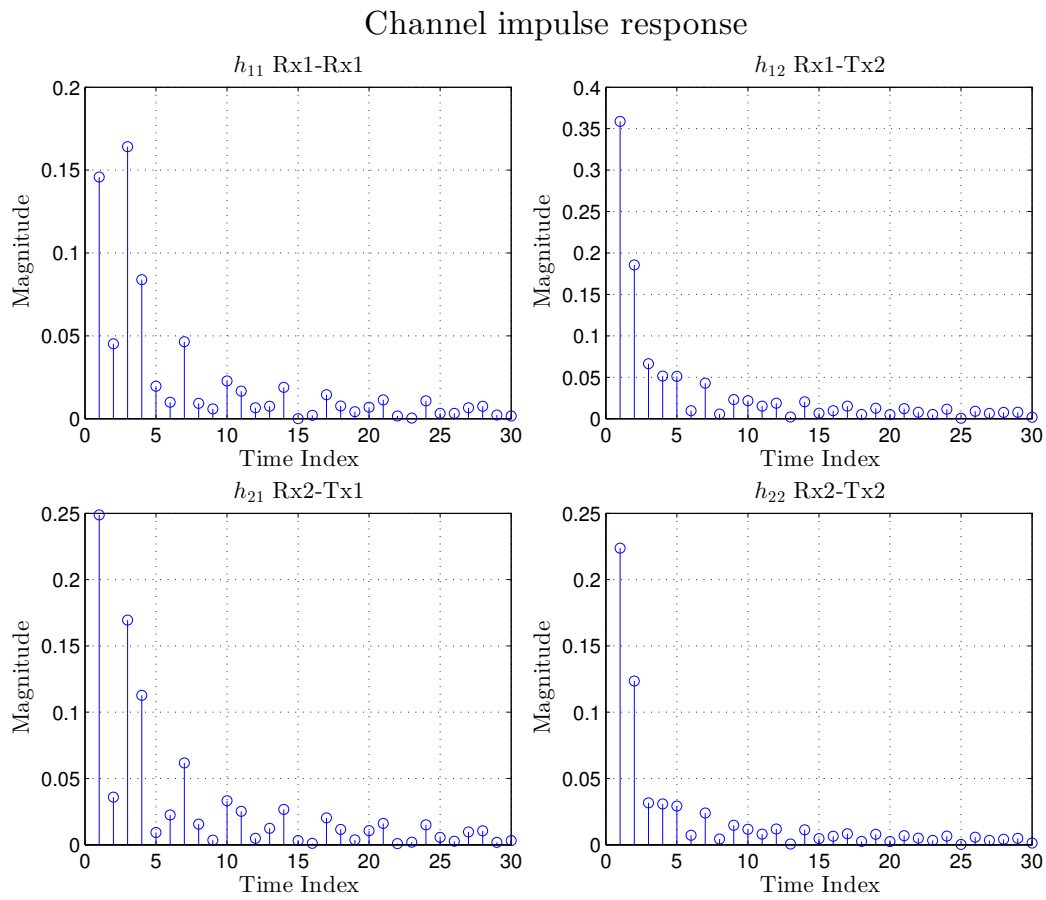 Channel impulse response
h₁₁ Rx1-Rx1
0.2
0.15
0.1
0.05
0
0 5 10 15 20 25 30
Magnitude
Time Index
h₁₂ Rx1-Tx2
0.4
0.35
0.3
0.25
0.2
0.15
0.1
0.05
0
0 5 10 15 20 25 30
Magnitude
Time Index
h₂₁ Rx2-Tx1
0.25
0.2
0.15
0.1
0.05
0
0 5 10 15 20 25 30
Magnitude
Time Index
h₂₂ Rx2-Tx2
0.25
0.2
0.15
0.1
0.05
0
0 5 10 15 20 25 30
Magnitude
Time Index